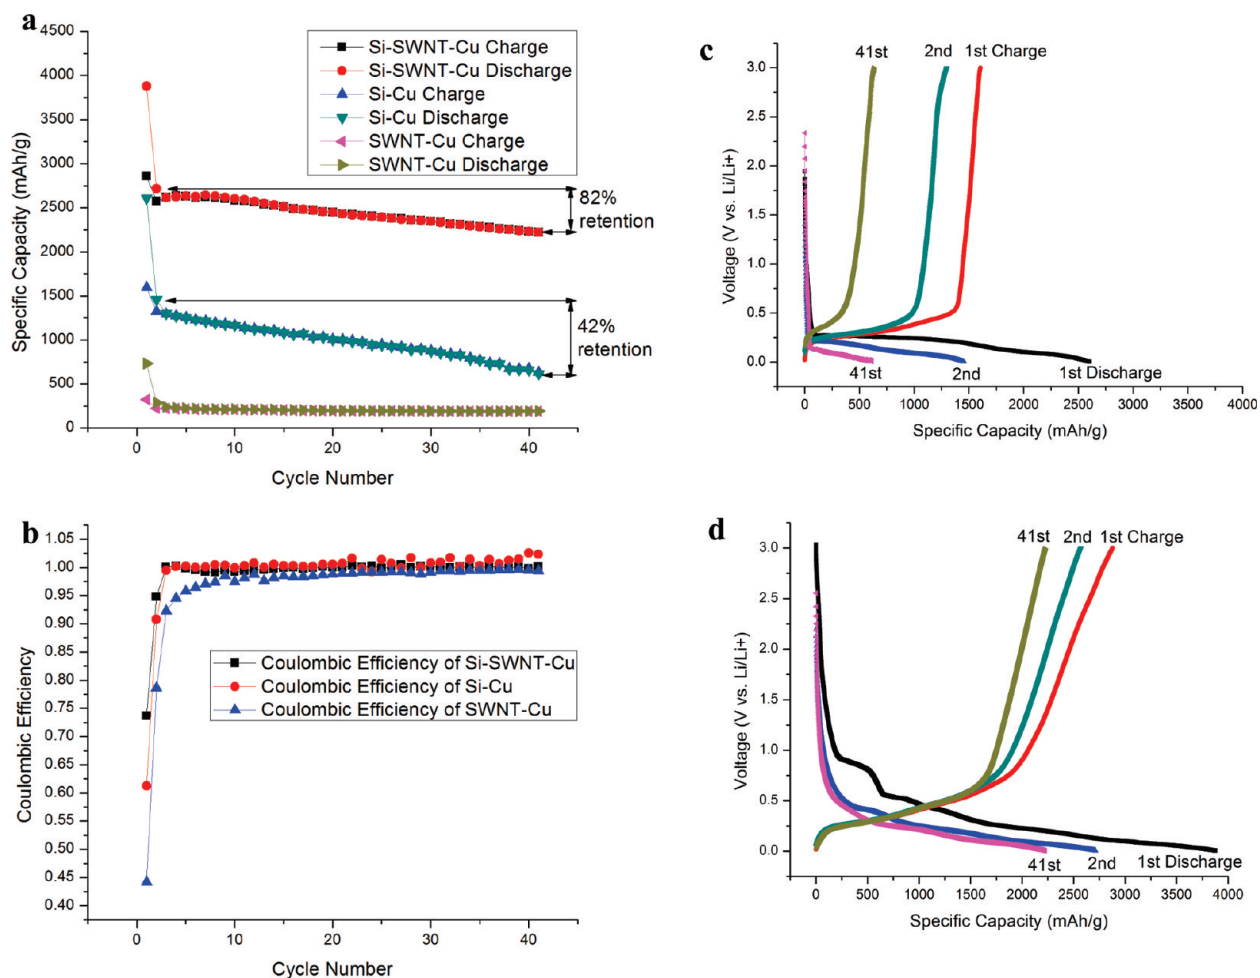 a
Specific Capacity (mAh/g)
5000
4500
4000
3500
3000
2500
2000
1500
1000
500
0
Si-SWNT-Cu Charge
Si-SWNT-Cu Discharge
Si-Cu Charge
Si-Cu Discharge
SWNT-Cu Charge
SWNT-Cu Discharge
82%
retention
42%
retention
0 10 20 30 40
Cycle Number
c
Voltage (V vs. Li/Li+)
3.0
2.5
2.0
1.5
1.0
0.5
0.0
41st 2nd 1st Charge
41st 2nd 1st Discharge
0 500 1000 1500 2000 2500 3000 3500 4000
Specific Capacity (mAh/g)
b
Coulombic Efficiency
1.05
1.00
0.95
0.90
0.85
0.80
0.75
0.70
0.65
0.60
0.55
0.50
0.45
0.40
Coulombic Efficiency of Si-SWNT-Cu
Coulombic Efficiency of Si-Cu
Coulombic Efficiency of SWNT-Cu
0 10 20 30 40
Cycle Number
d
Voltage (V vs. Li/Li+)
3.0
2.5
2.0
1.5
1.0
0.5
0.0
41st 2nd 1st Charge
41st 2nd 1st Discharge
0 500 1000 1500 2000 2500 3000 3500 4000
Specific Capacity (mAh/g)